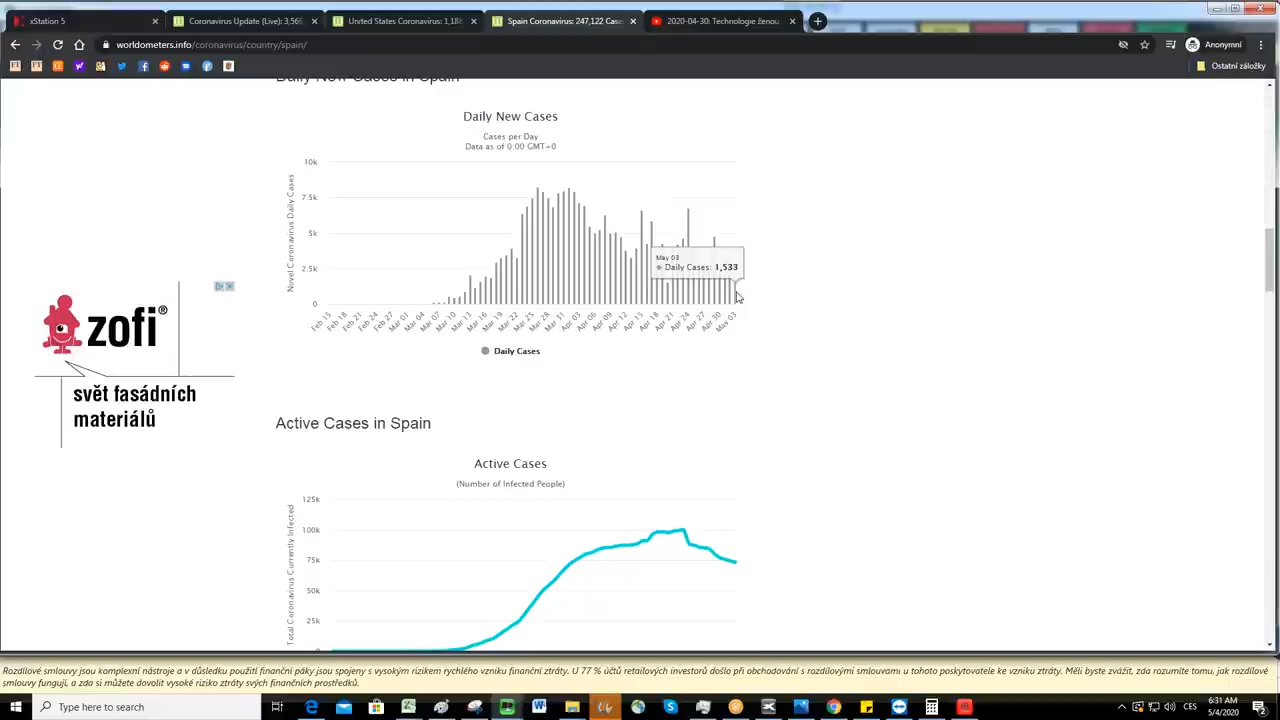 xStation 5
Coronavirus Update (Live): 3,566
United States Coronavirus: 1,188
Spain Coronavirus: 247,122 Cases
2020-04-30: Technologie ženou
worldometers.info/coronavirus/country/spain/
Anonymní
Ostatní záložky
Daily New Cases in Spain
Daily New Cases
Cases per Day
Data as of 0:00 GMT+0
Novel Coronavirus Daily Cases
10k
7.5k
5k
2.5k
0
May 03
Daily Cases: 1,533
Feb 15
Feb 18
Feb 21
Feb 24
Feb 27
Mar 01
Mar 04
Mar 07
Mar 10
Mar 13
Mar 16
Mar 19
Mar 22
Mar 25
Mar 28
Mar 31
Apr 03
Apr 06
Apr 09
Apr 12
Apr 15
Apr 18
Apr 21
Apr 24
Apr 27
Apr 30
May 03
Daily Cases
zofi®
svět fasádních
materiálů
Active Cases in Spain
Active Cases
(Number of Infected People)
Total Coronavirus Currently Infected
125k
100k
75k
50k
25k
Rozdílové smlouvy jsou komplexní nástroje a v důsledku použití finanční páky jsou spojeny s vysokým rizikem rychlého vzniku finanční ztráty. U 77 % účtů retailových investorů došlo při obchodování s rozdílovými smlouvami u tohoto poskytovatele ke vzniku ztráty. Měli byste zvážit, zda rozumíte tomu, jak rozdílové
smlouvy fungují, a zda si můžete dovolit vysoké riziko ztráty svých finančních prostředků.
Type here to search
CES
6:31 AM
5/4/2020
2